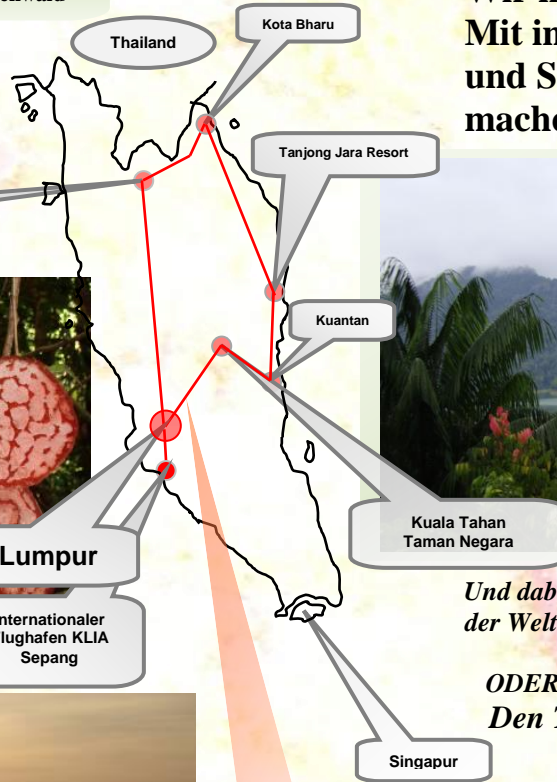 Thailand
Kota Bharu
Mit in
und S
mache
Tanjong Jara Resort
Kuantan
Kuala Tahan
Taman Negara
Lumpur
nternationaler
lughafen KLIA
Sepang
Und dab
der Welt
ODER
Den
Singapur